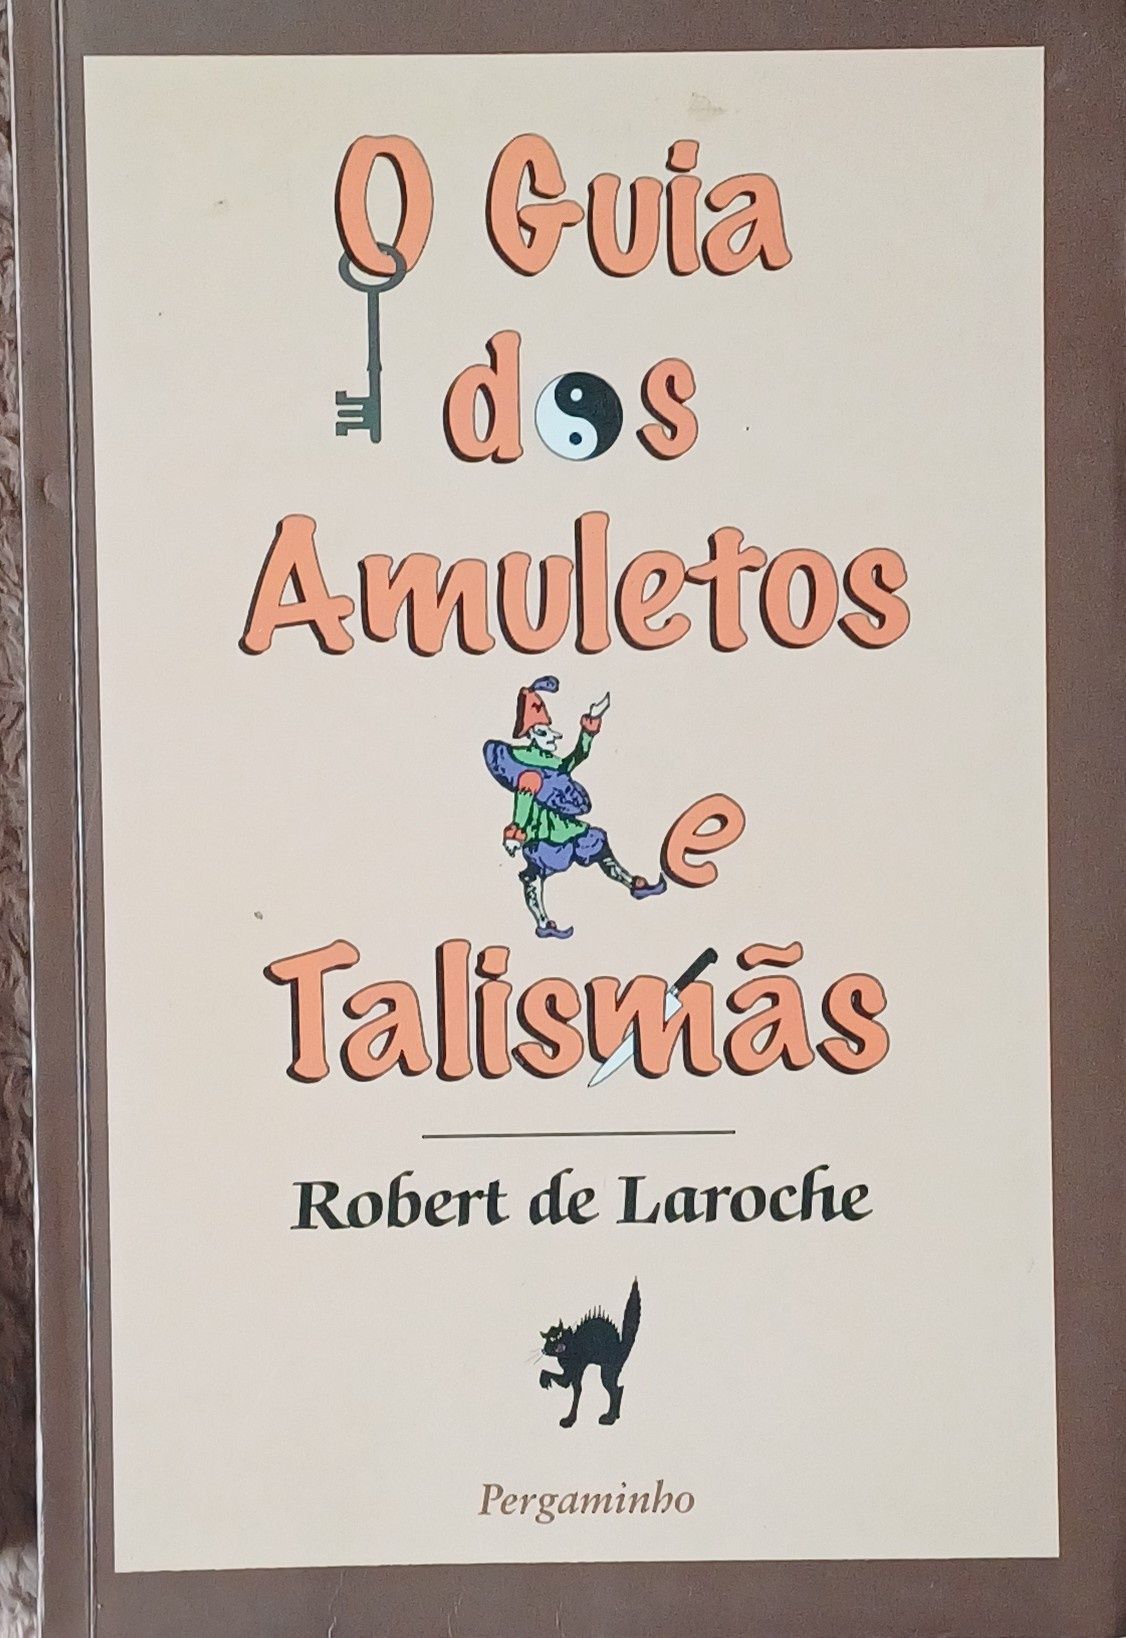 O Guia
dos
Amuletos
e
Talismãs
Robert de Laroche
Pergaminho